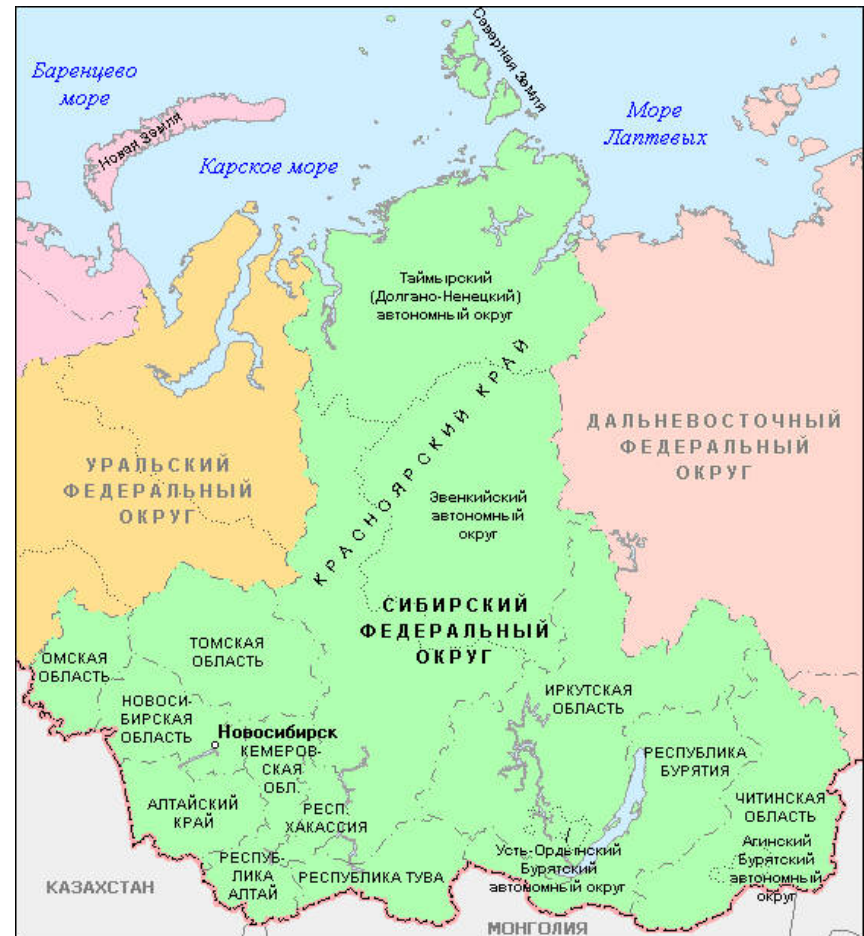 Северная Земля
Баренцево
море
Новая Земля
Карское море
Море
Лаптевых
Таймырский
(Долгано-Ненецкий)
автономный округ
КРАСНОЯРСКИЙ КРАЙ
ДАЛЬНЕВОСТОЧНЫЙ
ФЕДЕРАЛЬНЫЙ
ОКРУГ
УРАЛЬСКИЙ
ФЕДЕРАЛЬНЫЙ
ОКРУГ
Эвенкийский
автономный
округ
СИБИРСКИЙ
ФЕДЕРАЛЬНЫЙ
ОКРУГ
ОМСКАЯ
ОБЛАСТЬ
ТОМСКАЯ
ОБЛАСТЬ
НОВОСИ-
БИРСКАЯ
ОБЛАСТЬ
Новосибирск
КЕМЕРОВ-
СКАЯ
ОБЛ.
ИРКУТСКАЯ
ОБЛАСТЬ
РЕСПУБЛИКА
БУРЯТИЯ
АЛТАЙСКИЙ
КРАЙ
РЕСП.
ХАКАССИЯ
ЧИТИНСКАЯ
ОБЛАСТЬ
РЕСПУБ-
ЛИКА
АЛТАЙ
РЕСПУБЛИКА ТУВА
Усть-Ордынский
Бурятский
автономный округ
Агинский
Бурятский
автономный
округ
КАЗАХСТАН
МОНГОЛИЯ